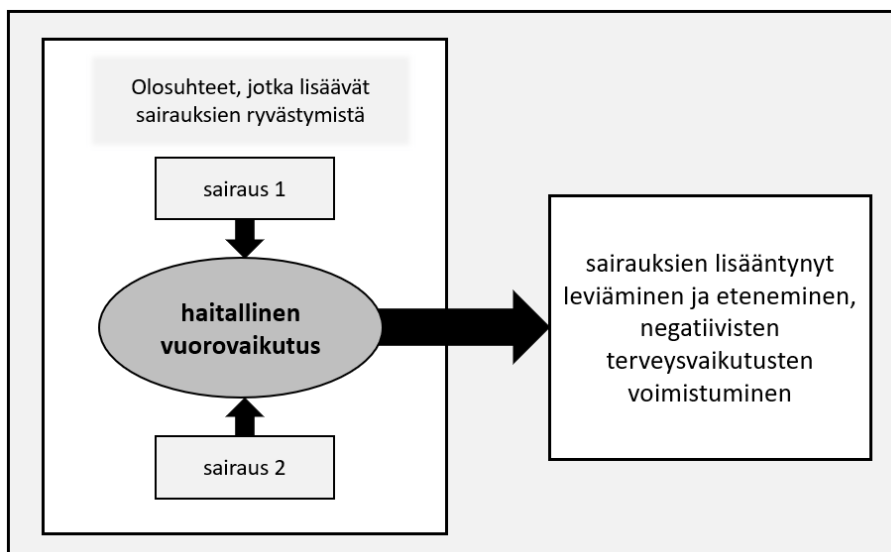 Olosuhteet, jotka lisäävät
sairauksien ryvästymistä
sairaus 1
haitallinen
vuorovaikutus
sairaus 2
sairauksien lisääntynyt
leviäminen ja eteneminen,
negatiivisten
terveysvaikutusten
voimistuminen